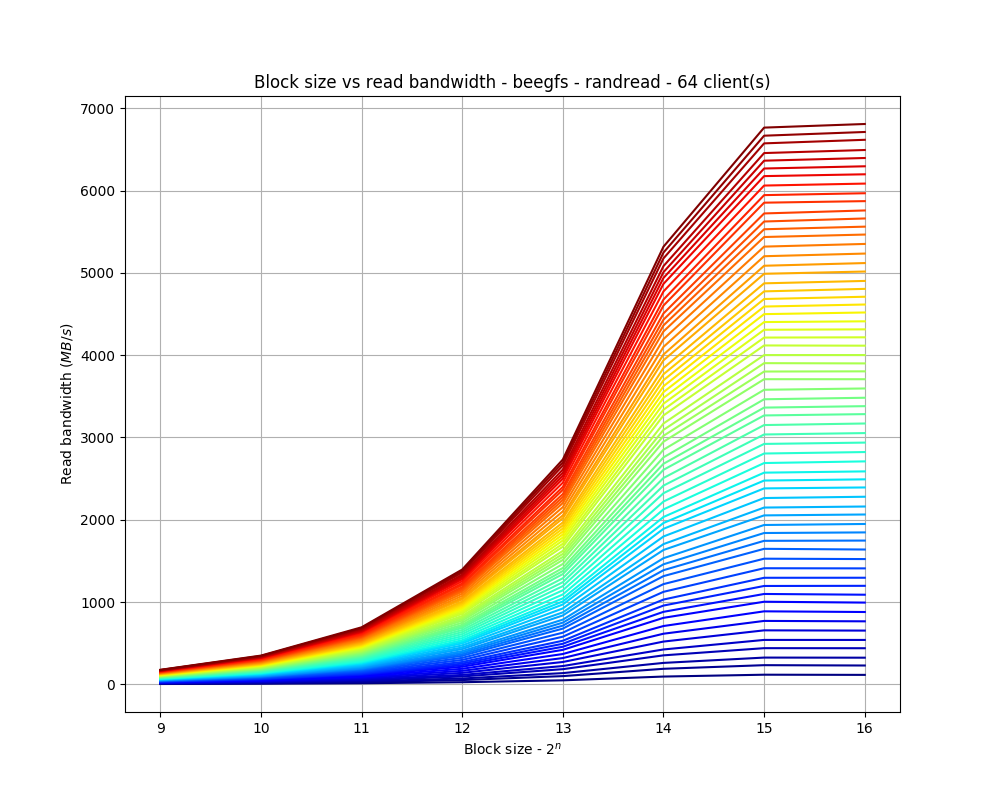 Block size vs read bandwidth - beegfs - randread - 64 client(s)
7000
6000
5000
4000
3000
2000
1000
0
Read bandwidth (MB/s)
9 10 11 12 13 14 15 16
Block size - 2ⁿ